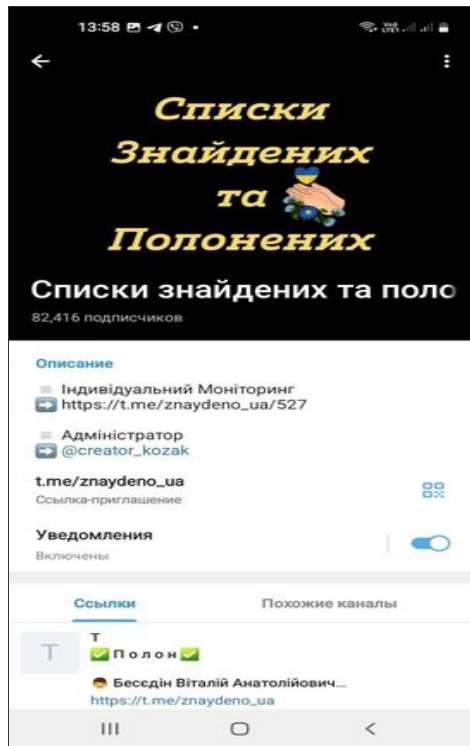 13:58
Списки
Знайдених
та
Полонених
Списки знайдених та поло
82,416 подписчиков
Описание
Індивідуальний Моніторинг
https://t.me/znaydeno_ua/527
Адміністратор
@creator_kozak
t.me/znaydeno_ua
Ссылка-приглашение
Уведомления
Включены
Ссылки Похожие каналы
Т
Т
Полон
Бєсєдін Віталій Анатолійович...
https://t.me/znaydeno_ua